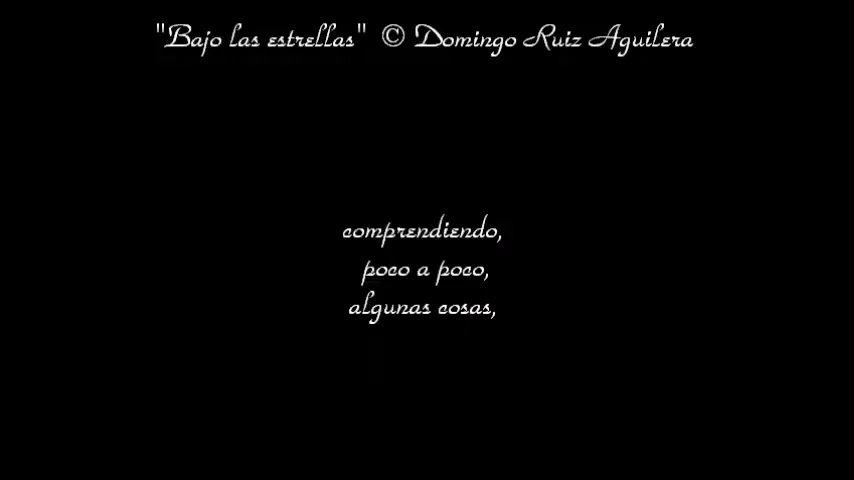 "Bajo las estrellas" © Domingo Ruiz Aguilera
comprendiendo,
poco a poco,
algunas cosas,